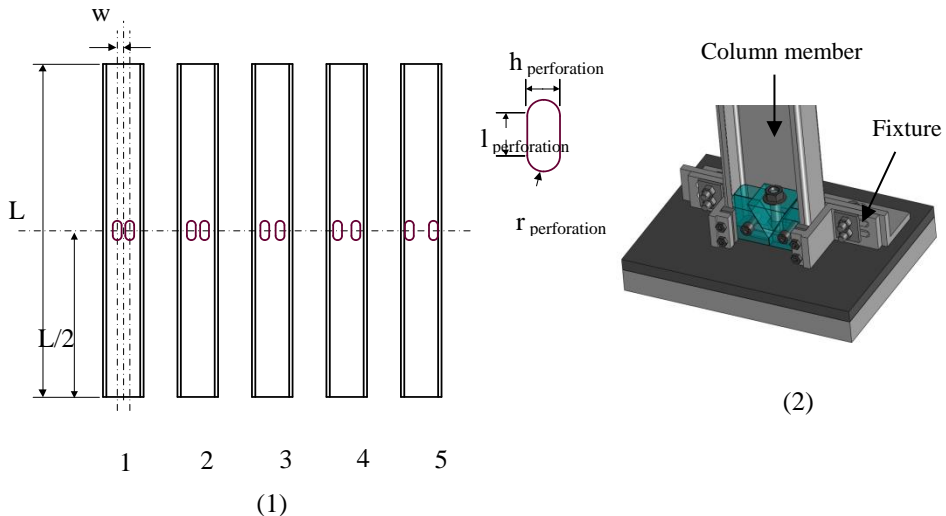 w
L
L/2
1 2 3 4 5
(1)
h perforation
l perforation
r perforation
Column member
Fixture
(2)